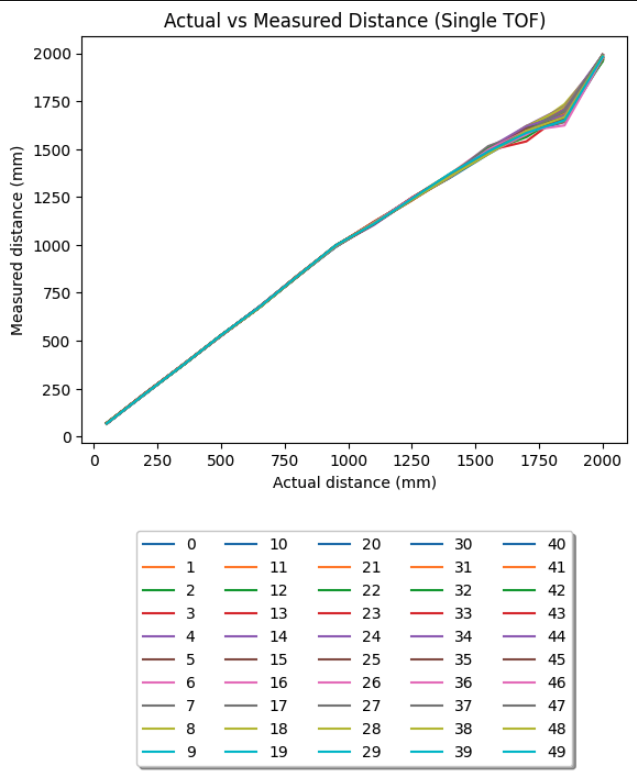 Actual vs Measured Distance (Single TOF)
Measured distance (mm)
2000
1750
1500
1250
1000
750
500
250
0
0 250 500 750 1000 1250 1500 1750 2000
Actual distance (mm)
0 10 20 30 40
1 11 21 31 41
2 12 22 32 42
3 13 23 33 43
4 14 24 34 44
5 15 25 35 45
6 16 26 36 46
7 17 27 37 47
8 18 28 38 48
9 19 29 39 49